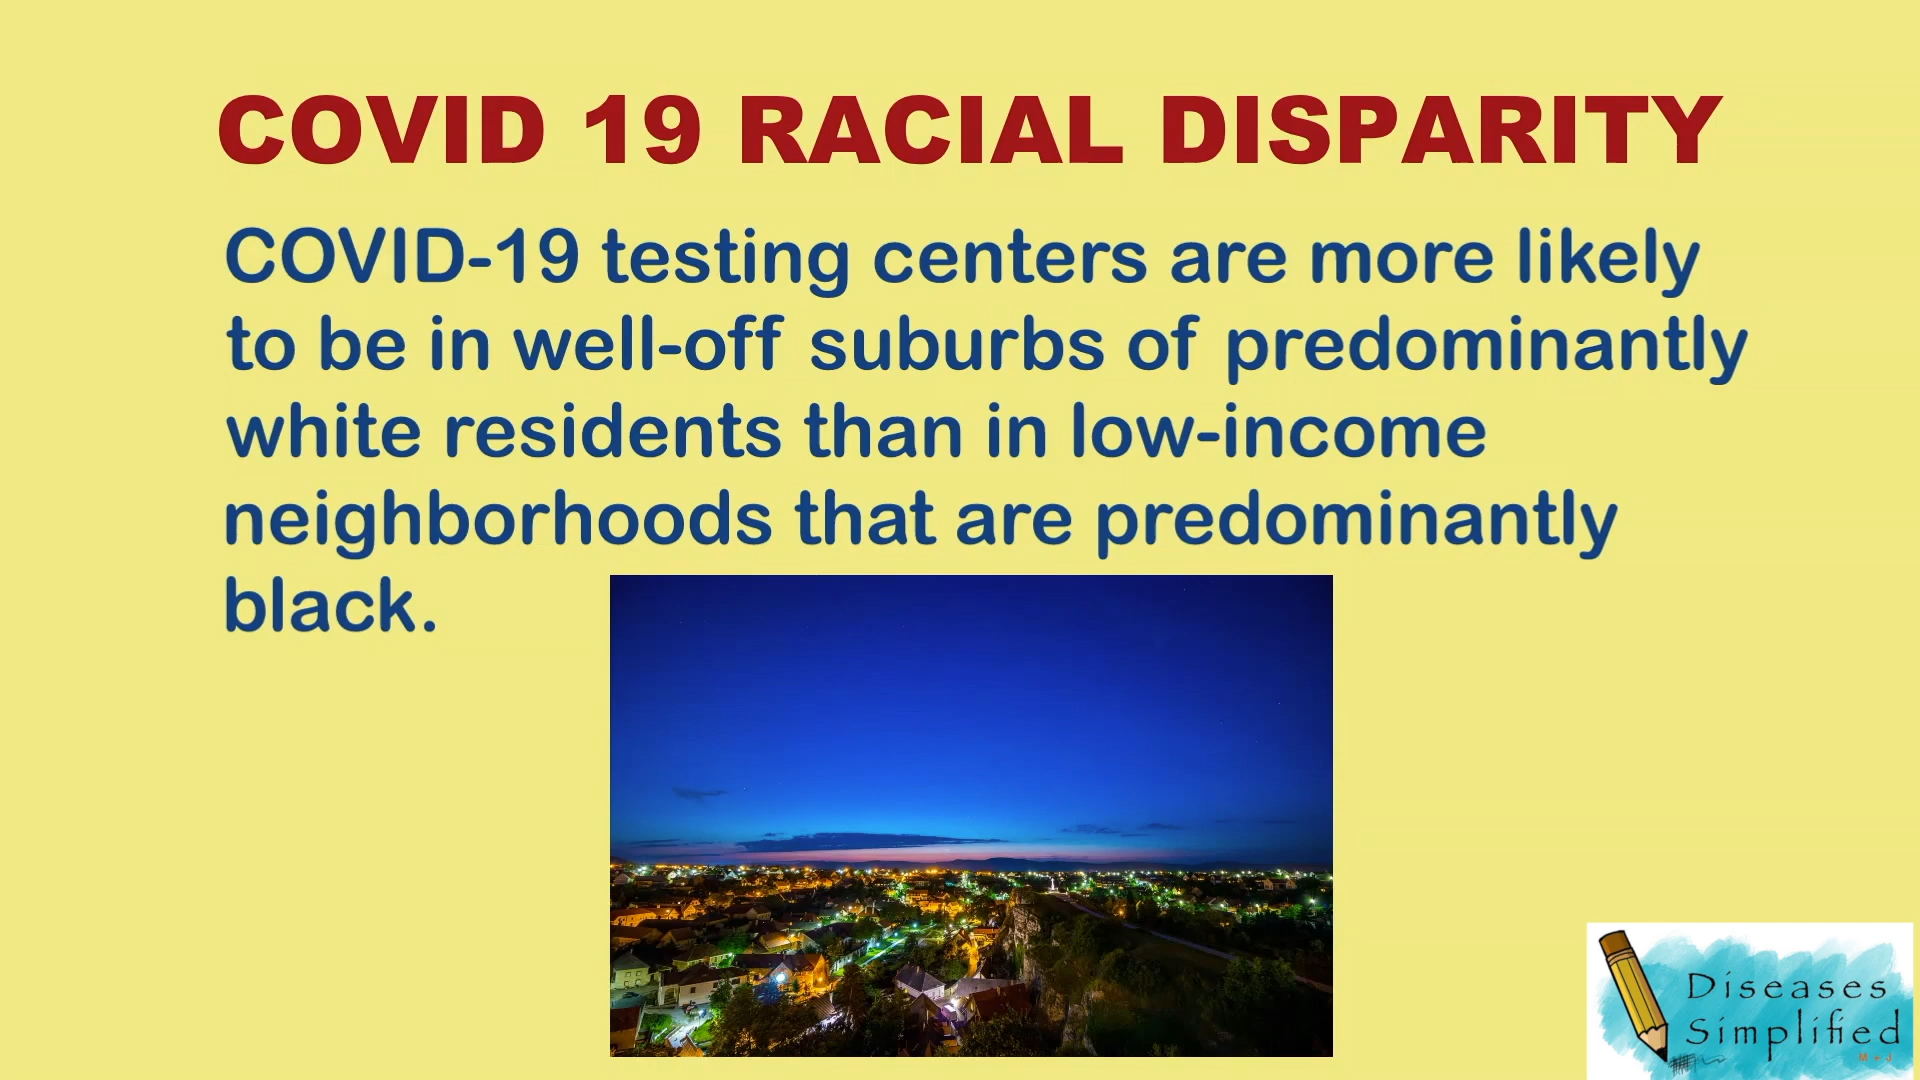 COVID 19 RACIAL DISPARITY
COVID-19 testing centers are more likely
to be in well-off suburbs of predominantly
white residents than in low-income
neighborhoods that are predominantly
black.
Diseases
Simplified
M + J